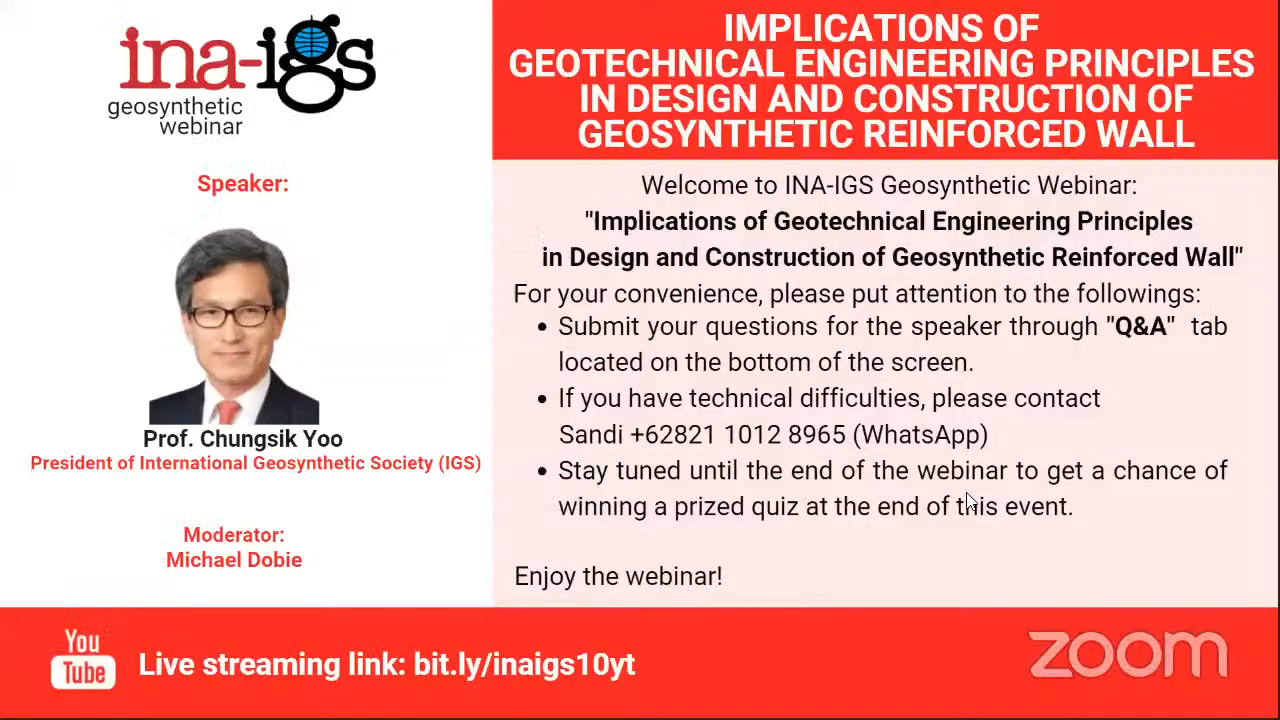 ina-igs
geosynthetic
webinar
Speaker:
Prof. Chungsik Yoo
President of International Geosynthetic Society (IGS)
Moderator:
Michael Dobie
IMPLICATIONS OF
GEOTECHNICAL ENGINEERING PRINCIPLES
IN DESIGN AND CONSTRUCTION OF
GEOSYNTHETIC REINFORCED WALL
Welcome to INA-IGS Geosynthetic Webinar:
"Implications of Geotechnical Engineering Principles
in Design and Construction of Geosynthetic Reinforced Wall"
For your convenience, please put attention to the followings:
• Submit your questions for the speaker through "Q&A" tab
located on the bottom of the screen.
• If you have technical difficulties, please contact
Sandi +62821 1012 8965 (WhatsApp)
• Stay tuned until the end of the webinar to get a chance of
winning a prized quiz at the end of this event.
Enjoy the webinar!
You
Tube
Live streaming link: bit.ly/inaigs10yt
zoom